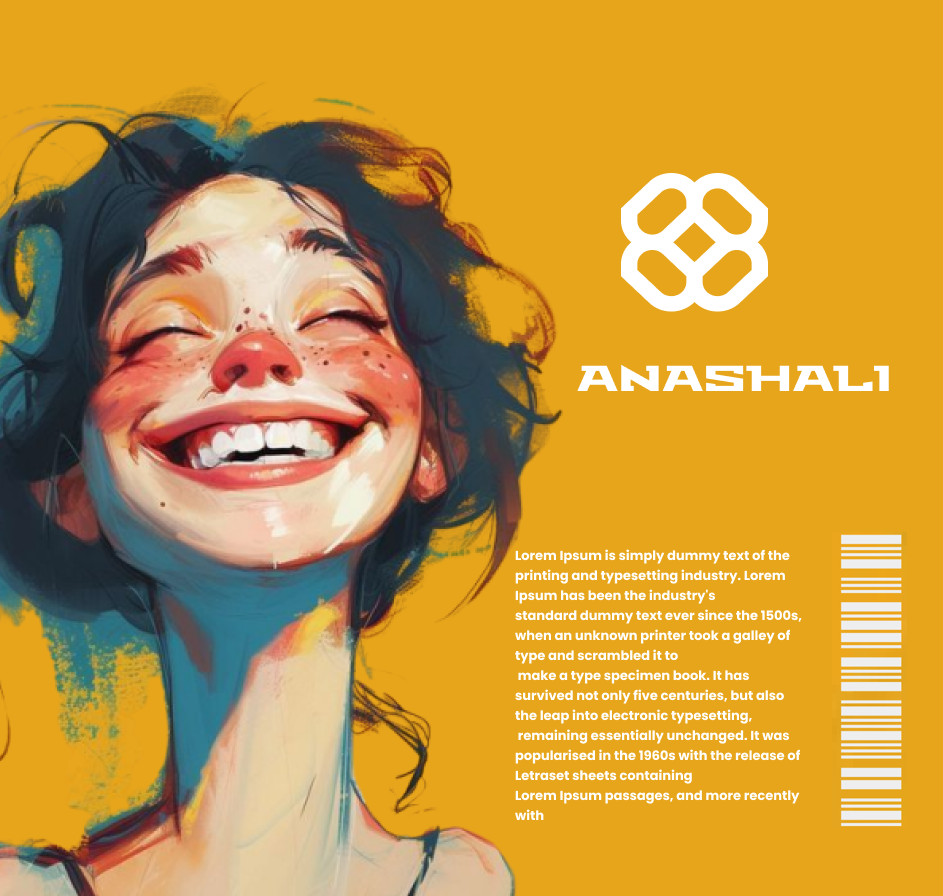 ANASHALI
Lorem Ipsum is simply dummy text of the
printing and typesetting industry. Lorem
Ipsum has been the industry's
standard dummy text ever since the 1500s,
when an unknown printer took a galley of
type and scrambled it to
make a type specimen book. It has
survived not only five centuries, but also
the leap into electronic typesetting,
remaining essentially unchanged. It was
popularised in the 1960s with the release of
Letraset sheets containing
Lorem Ipsum passages, and more recently
with